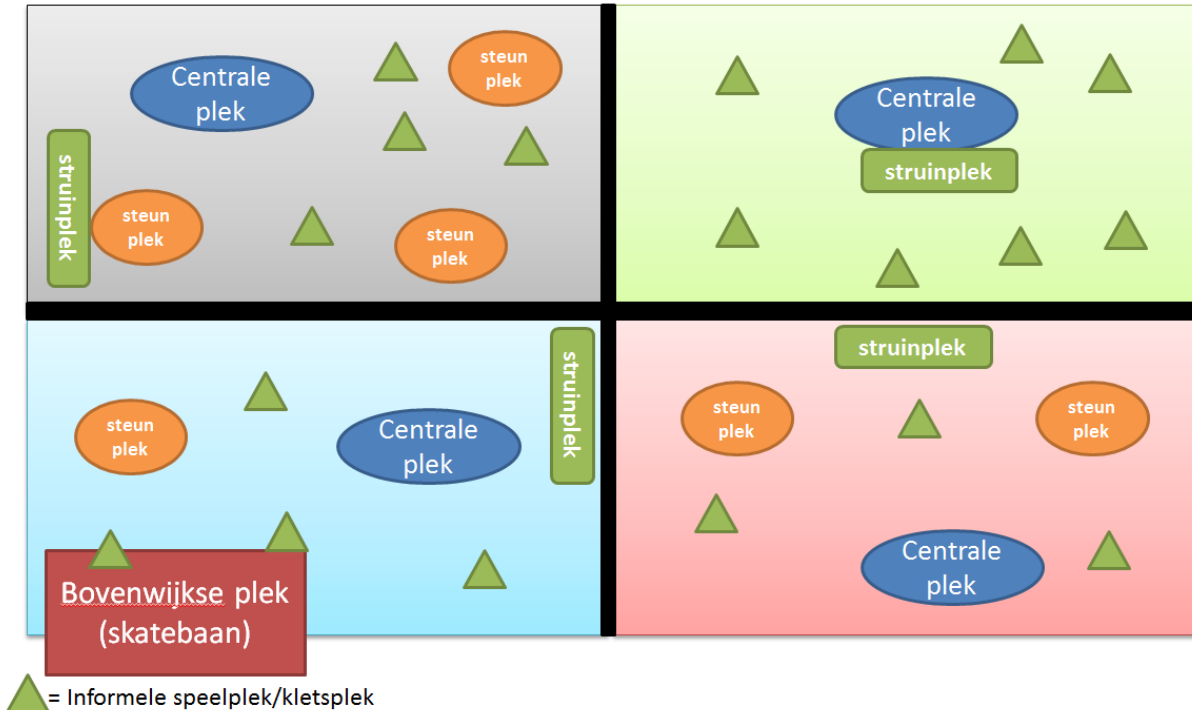 Centrale
plek
steun
plek
struinplek
steun
plek
steun
plek
Centrale
plek
struinplek
steun
plek
Centrale
plek
struinplek
Bovenwijkse plek
(skatebaan)
struinplek
steun
plek
steun
plek
Centrale
plek
= Informele speelplek/kletsplek